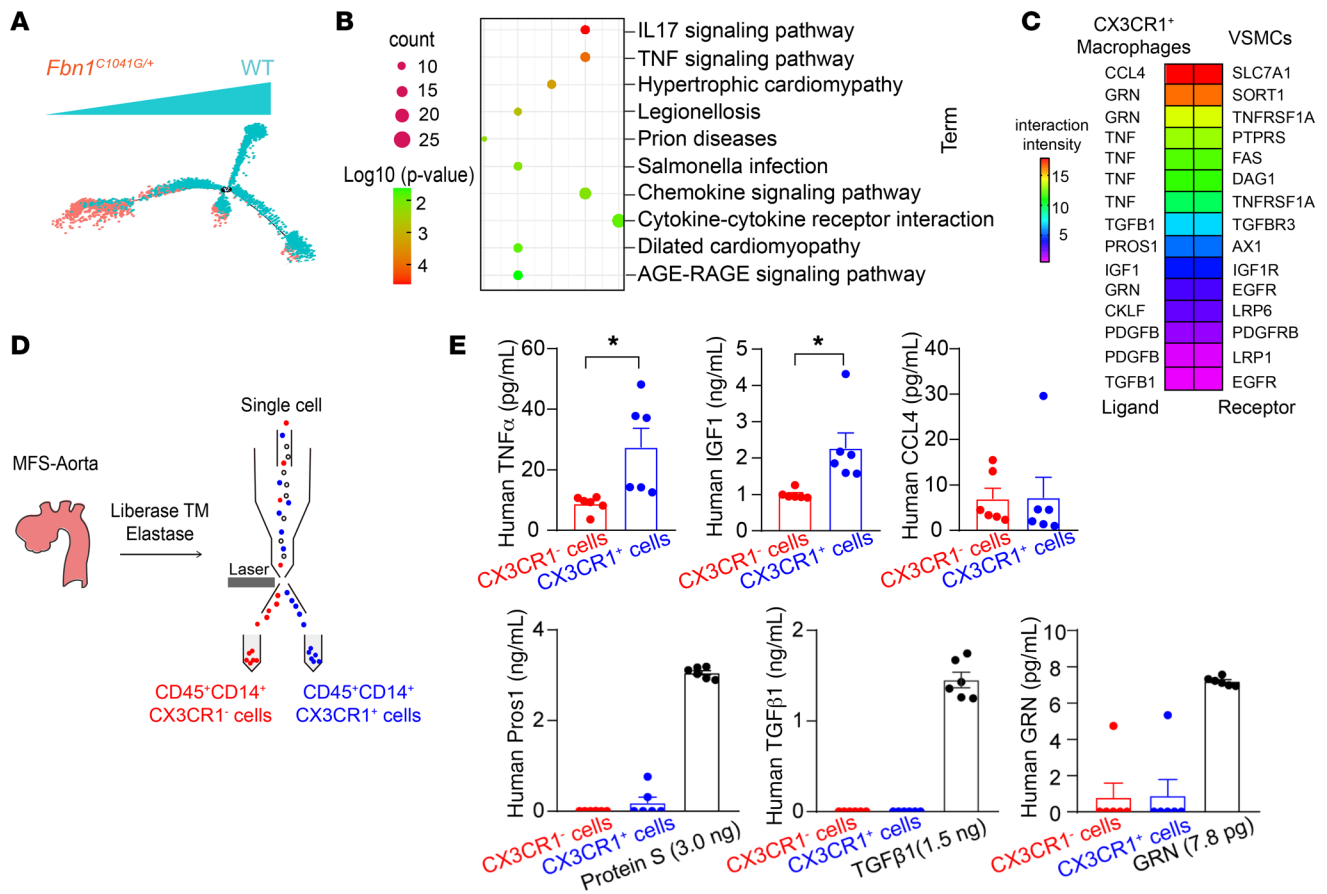 A
Fbn1C1041G/+
WT
B
count
10
15
20
25
Log10 (p-value)
2
3
4
IL17 signaling pathway
TNF signaling pathway
Hypertrophic cardiomypathy
Legionellosis
Prion diseases
Salmonella infection
Chemokine signaling pathway
Cytokine-cytokine receptor interaction
Dilated cardiomyopathy
AGE-RAGE signaling pathway
Term
C
CX3CR1+
Macrophages
VSMCs
interaction
intensity
15
10
5
CCL4 SLC7A1
GRN SORT1
GRN TNFRSF1A
TNF PTPRS
TNF FAS
TNF DAG1
TNF TNFRSF1A
TGFB1 TGFBR3
PROS1 AX1
IGF1 IGF1R
GRN EGFR
CKLF LRP6
PDGFB PDGFRB
PDGFB LRP1
TGFB1 EGFR
Ligand Receptor
D
Single cell
MFS-Aorta
Liberase TM
Elastase
Laser
CD45+CD14+
CX3CR1- cells
CD45+CD14+
CX3CR1+ cells
E
Human TNFα (pg/mL)
60
40
20
0
*
CX3CR1- cells
CX3CR1+ cells
Human IGF1 (ng/mL)
5
4
3
2
1
0
*
CX3CR1- cells
CX3CR1+ cells
Human CCL4 (pg/mL)
40
30
20
10
0
CX3CR1- cells
CX3CR1+ cells
Human Pros1 (ng/mL)
4
2
0
CX3CR1- cells
CX3CR1+ cells
Protein S (3.0 ng)
Human TGFβ1 (ng/mL)
2
1
0
CX3CR1- cells
CX3CR1+ cells
TGFβ1(1.5 ng)
Human GRN (pg/mL)
10
8
6
4
2
0
CX3CR1- cells
CX3CR1+ cells
GRN (7.8 pg)